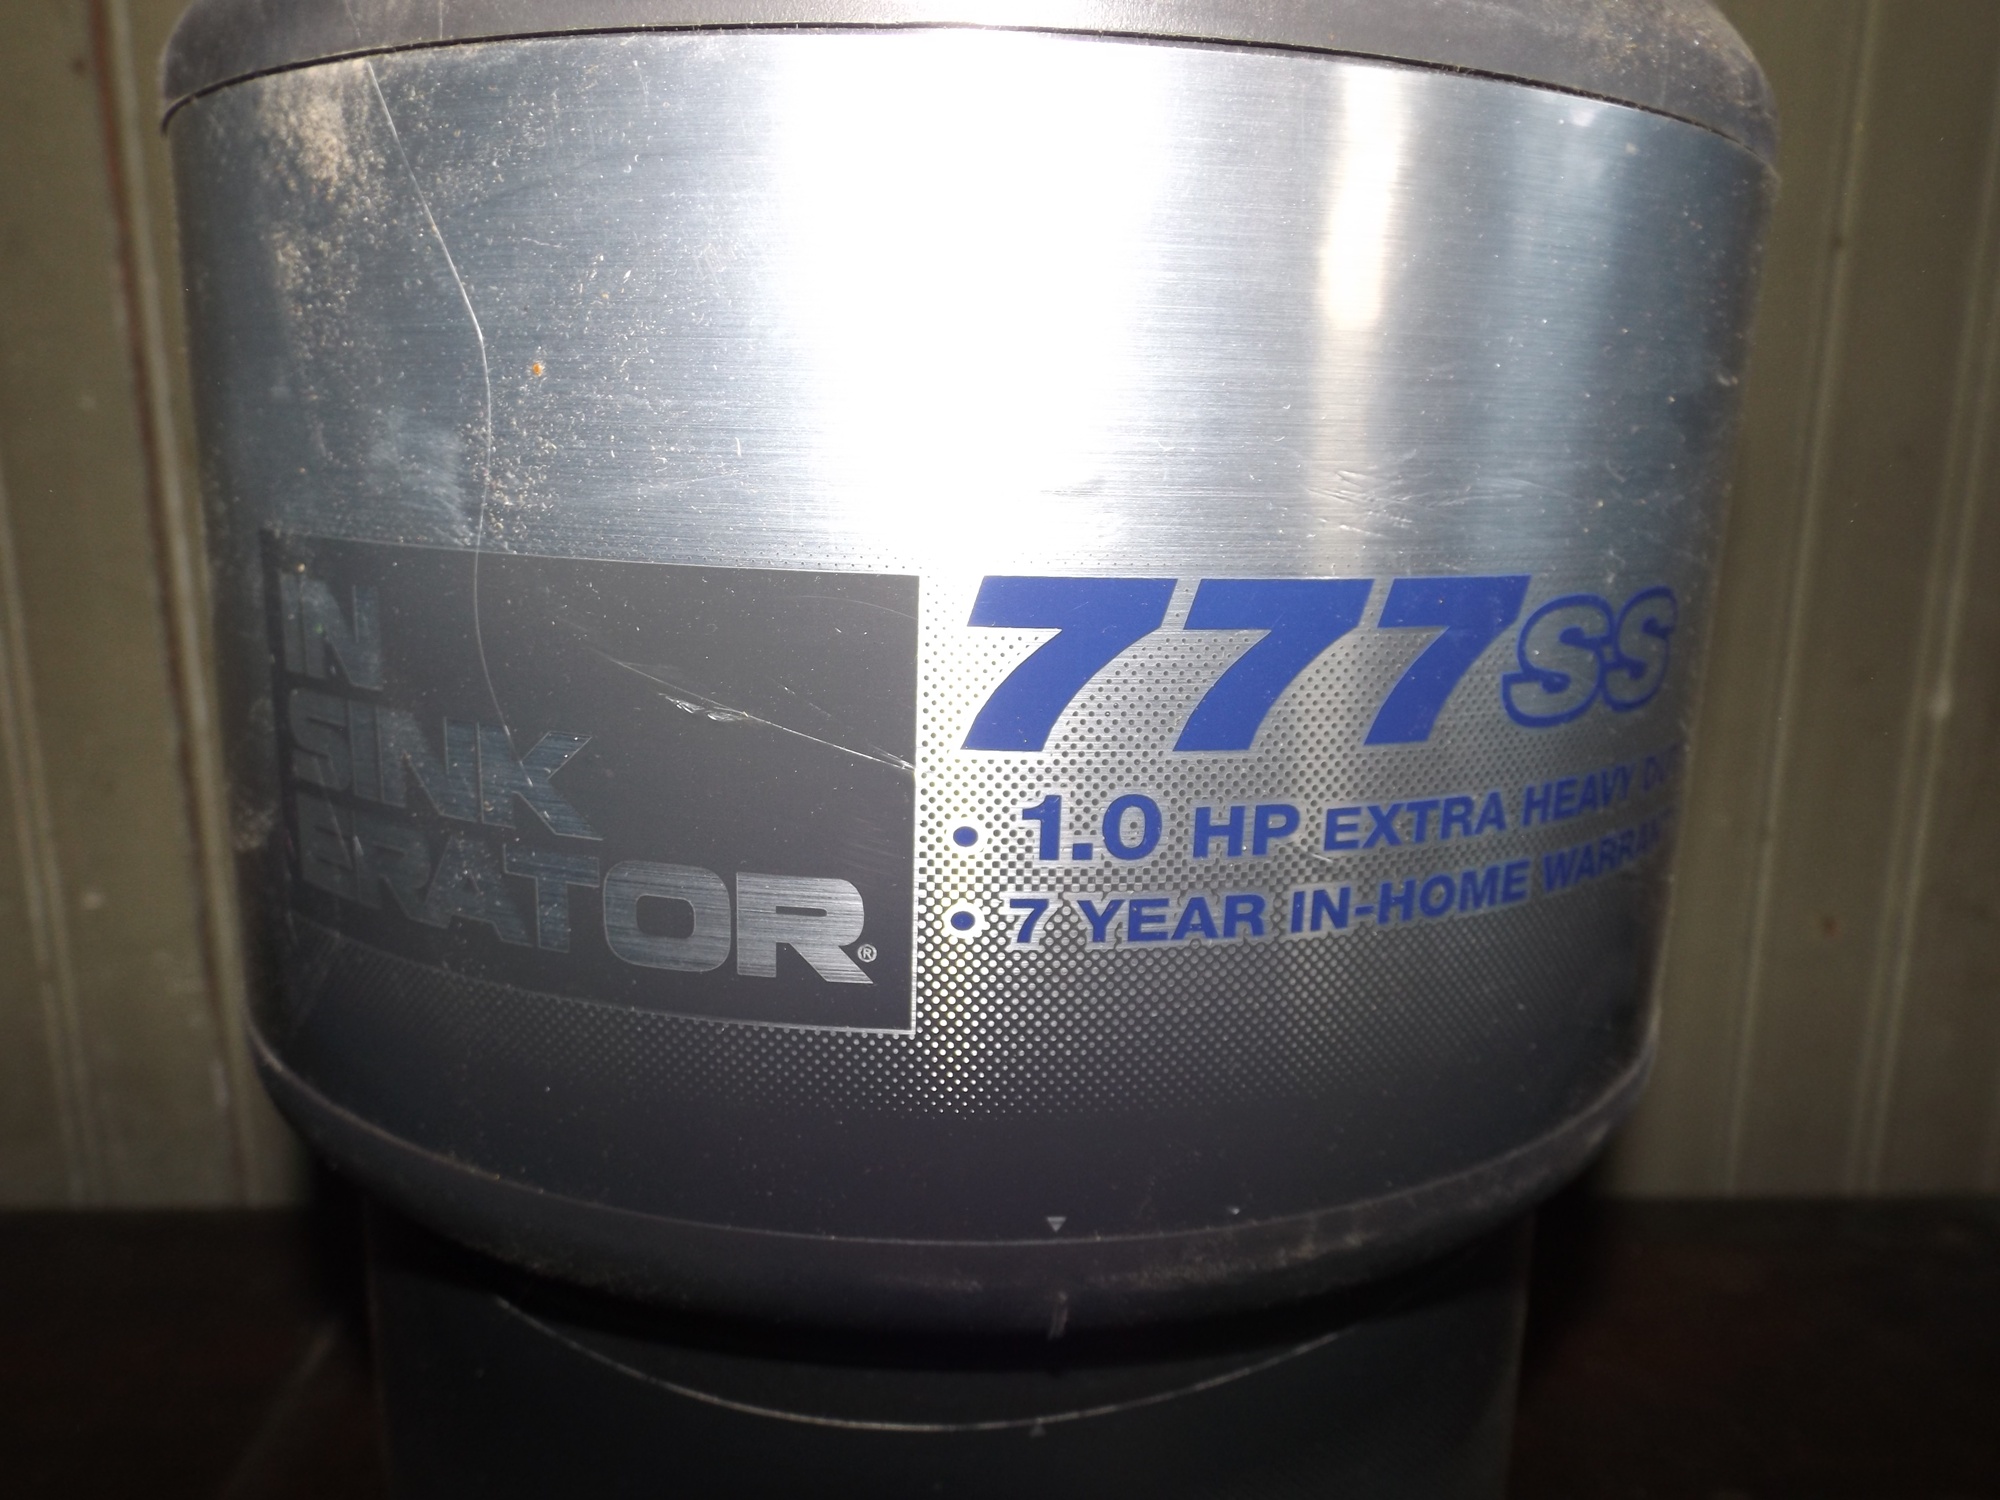 IN
SINK
ERATOR®
777SS
• 1.0 HP EXTRA HEAVY
• 7 YEAR IN-HOME